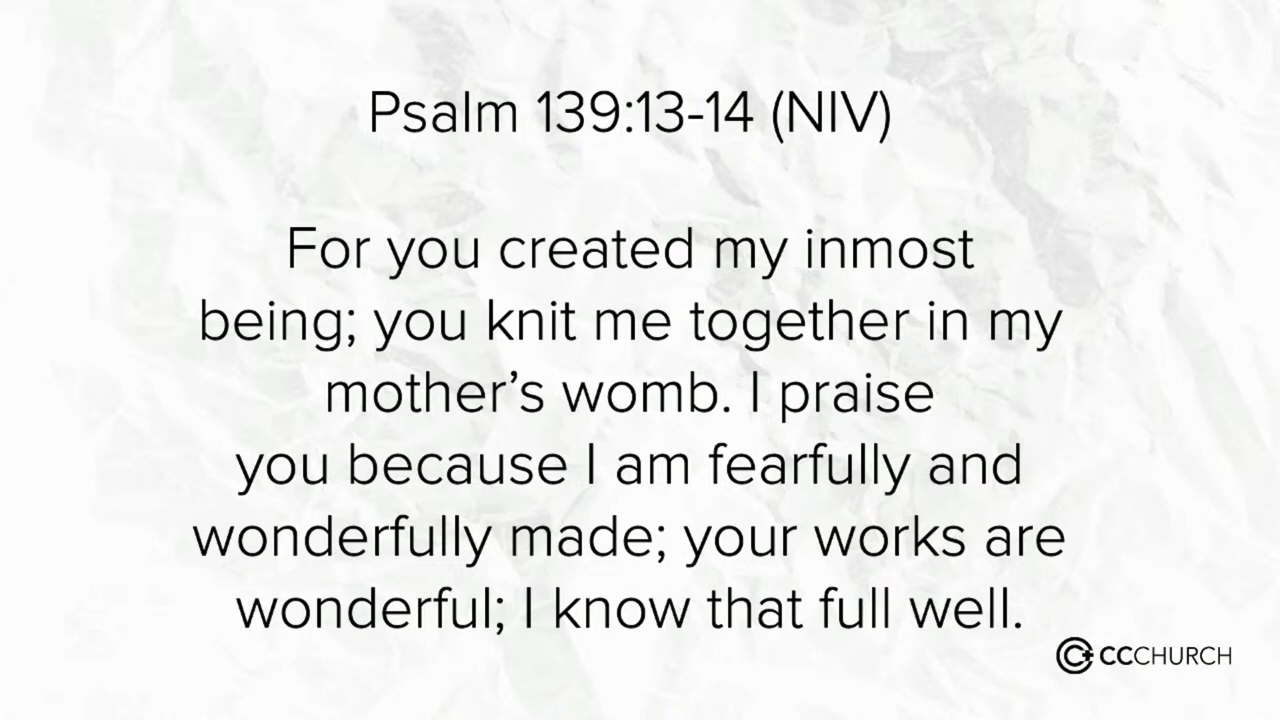 Psalm 139:13-14 (NIV)
For you created my inmost
being; you knit me together in my
mother’s womb. I praise
you because I am fearfully and
wonderfully made; your works are
wonderful; I know that full well.
CCCHURCH